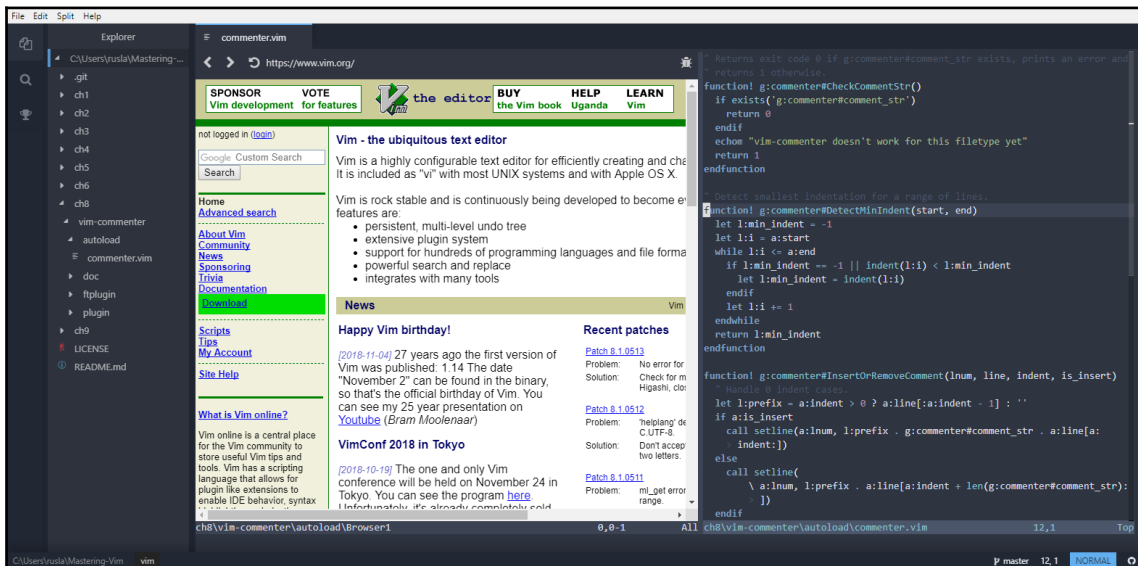 File Edit Split Help
Explorer
C:\Users\rusla\Mastering-...
.git
ch1
ch2
ch3
ch4
ch5
ch6
ch8
vim-commenter
autoload
commenter.vim
doc
ftplugin
plugin
ch9
LICENSE
README.md
commenter.vim
https://www.vim.org/
SPONSOR VOTE
Vim development for features
the editor
BUY HELP LEARN
the Vim book Uganda Vim
not logged in (login)
Google Custom Search
Search
Home
Advanced search
About Vim
Community
News
Sponsoring
Trivia
Documentation
Download
Scripts
Tips
My Account
Site Help
What is Vim online?
Vim online is a central place
for the Vim community to
store useful Vim tips and
tools. Vim has a scripting
language that allows for
plugin like extensions to
enable IDE behavior, syntax
Vim - the ubiquitous text editor
Vim is a highly configurable text editor for efficiently creating and cha
It is included as "vi" with most UNIX systems and with Apple OS X.
Vim is rock stable and is continuously being developed to become ev
features are:
• persistent, multi-level undo tree
• extensive plugin system
• support for hundreds of programming languages and file forma
• powerful search and replace
• integrates with many tools
News Vim
Happy Vim birthday!
[2018-11-04] 27 years ago the first version of
Vim was published: 1.14 The date
"November 2" can be found in the binary,
so that's the official birthday of Vim. You
can see my 25 year presentation on
Youtube (Bram Moolenaar)
VimConf 2018 in Tokyo
[2018-10-19] The one and only Vim
conference will be held on November 24 in
Tokyo. You can see the program here.
Unfortunately, it's already completely sold
Recent patches
Patch 8.1.0513
Problem: No error for
Solution: Check for m
Higashi, clos
Patch 8.1.0512
Problem: 'helplang' de
C.UTF-8.
Solution: Don't accep
two letters.
Patch 8.1.0511
Problem: ml_get error
range.
ch8\vim-commenter\autoload\Browser1 0,0-1 All
" Returns exit code 0 if g:commenter#comment_str exists, prints an error and
" returns 1 otherwise.
function! g:commenter#CheckCommentStr()
if exists('g:commenter#comment_str')
return 0
endif
echom "vim-commenter doesn't work for this filetype yet"
return 1
endfunction
" Detect smallest indentation for a range of lines.
function! g:commenter#DetectMinIndent(start, end)
let l:min_indent = -1
let l:i = a:start
while l:i <= a:end
if l:min_indent == -1 || indent(l:i) < l:min_indent
let l:min_indent = indent(l:i)
endif
let l:i += 1
endwhile
return l:min_indent
endfunction
function! g:commenter#InsertOrRemoveComment(lnum, line, indent, is_insert)
" Handle 0 indent cases.
let l:prefix = a:indent > 0 ? a:line[:a:indent - 1] : ''
if a:is_insert
call setline(a:lnum, l:prefix . g:commenter#comment_str . a:line[a:
> indent:])
else
call setline(
\ a:lnum, l:prefix . a:line[a:indent + len(g:commenter#comment_str):
> ])
endif
ch8\vim-commenter\autoload\commenter.vim 12,1 Top
C:\Users\rusla\Mastering-Vim vim
master 12, 1 NORMAL